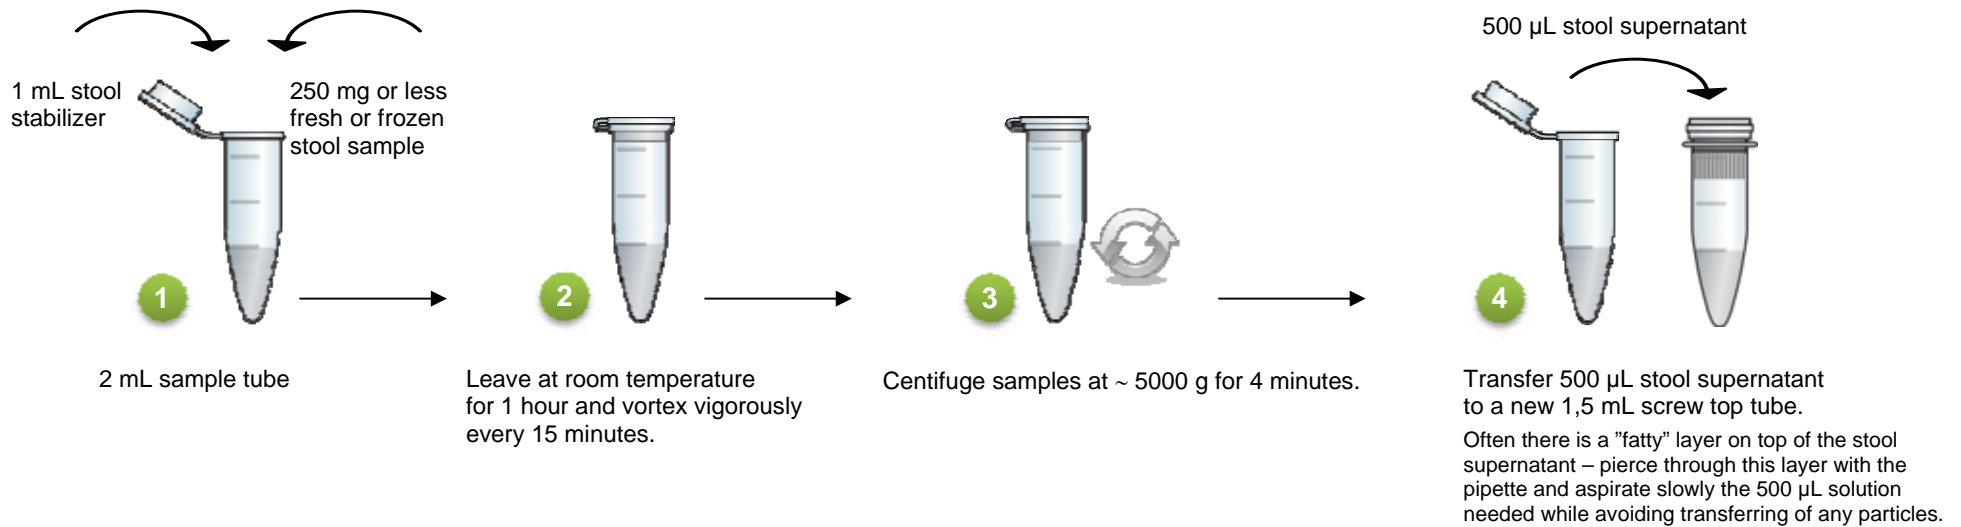 1 mL stool
stabilizer
250 mg or less
fresh or frozen
stool sample
1
2 mL sample tube
2
Leave at room temperature
for 1 hour and vortex vigorously
every 15 minutes.
3
Centifuge samples at ~ 5000 g for 4 minutes.
500 µL stool supernatant
4
Transfer 500 µL stool supernatant
to a new 1,5 mL screw top tube.
Often there is a ”fatty” layer on top of the stool
supernatant – pierce through this layer with the
pipette and aspirate slowly the 500 µL solution
needed while avoiding transferring of any particles.